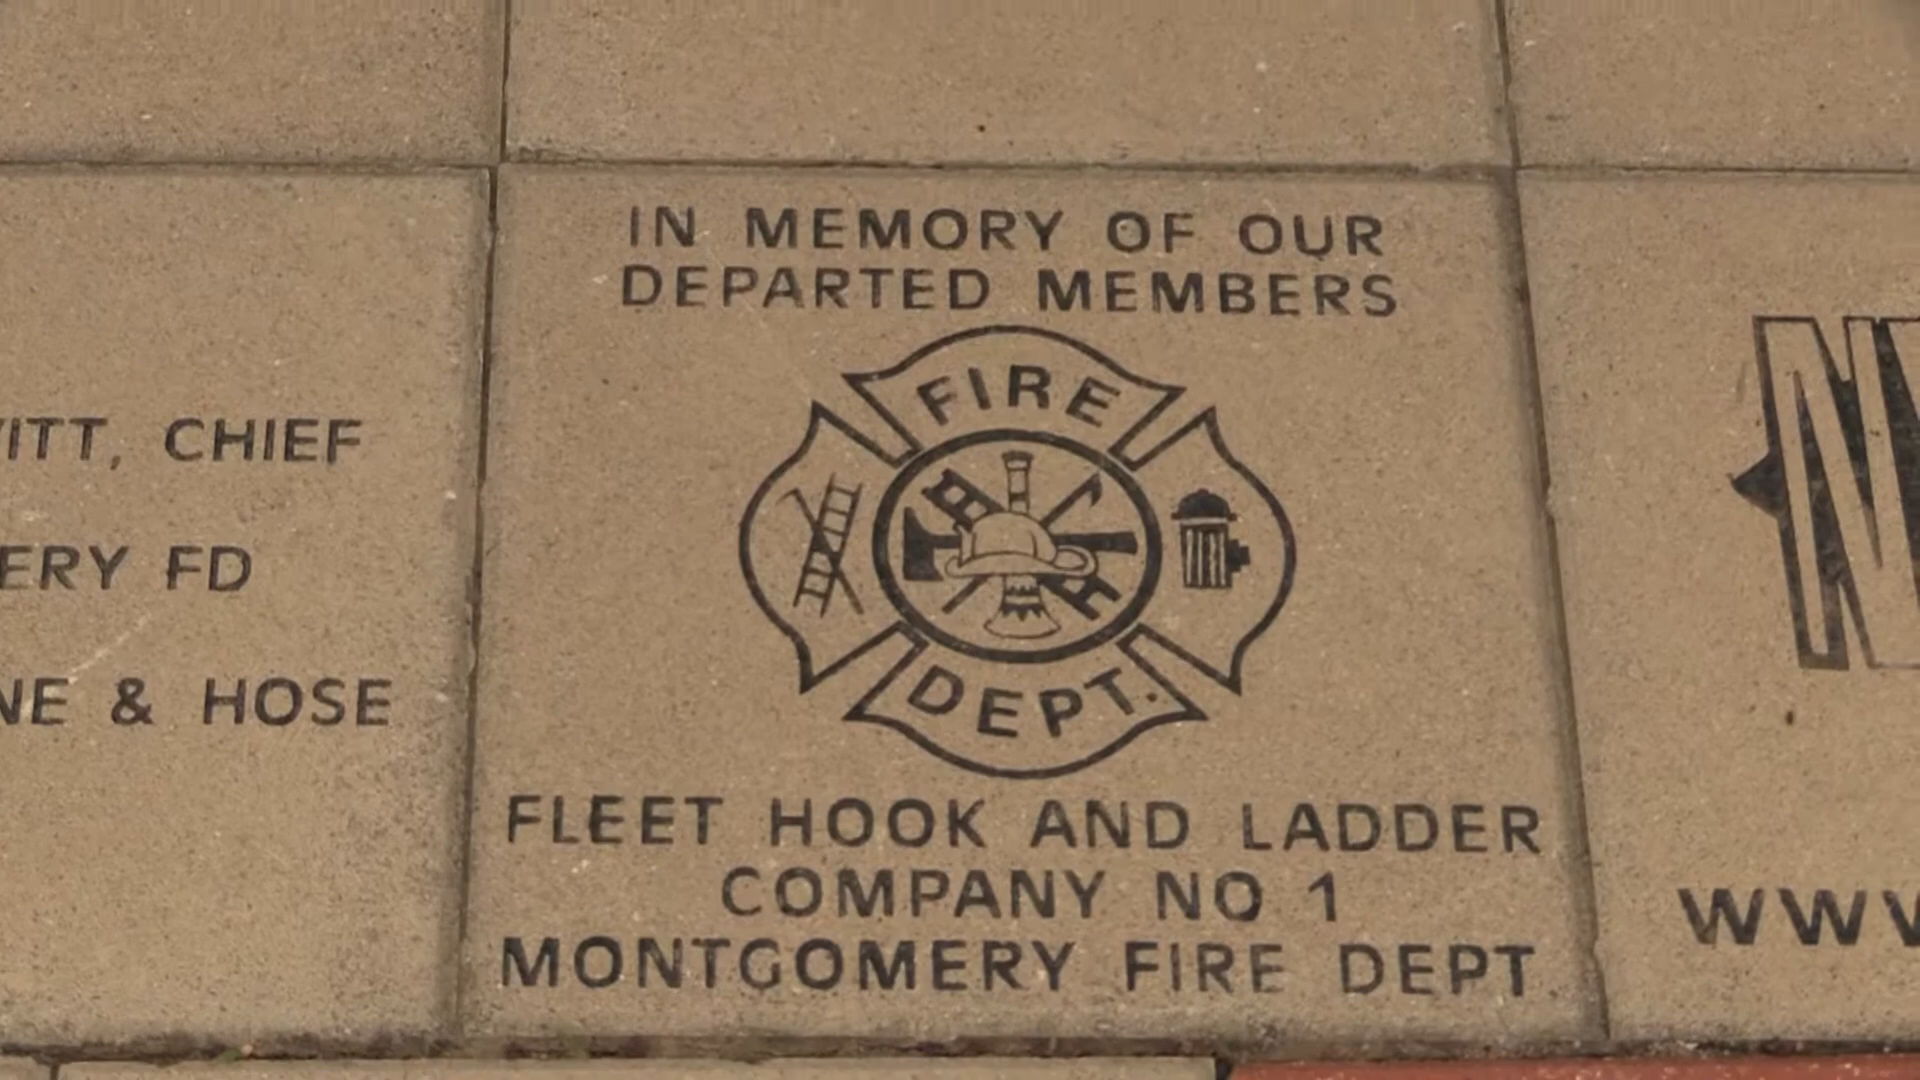 IN MEMORY OF OUR
DEPARTED MEMBERS
FIRE
DEPT.
FLEET HOOK AND LADDER
COMPANY NO 1
MONTGOMERY FIRE DEPT
CHIEF
FD
& HOSE